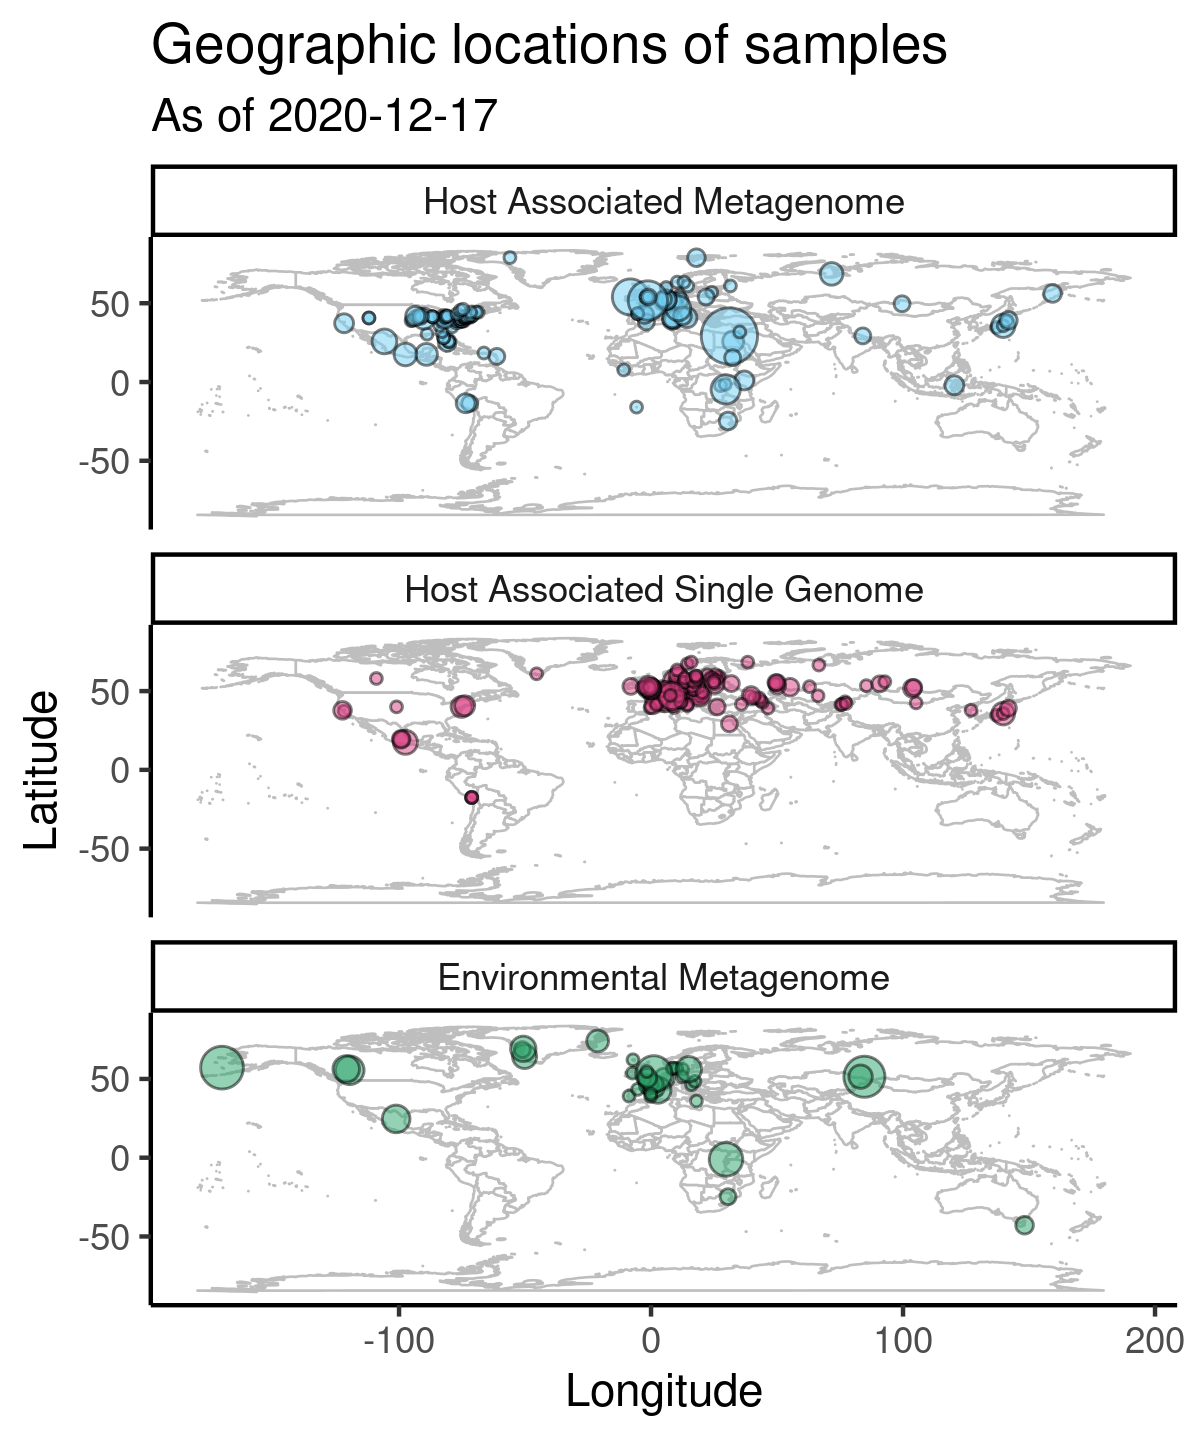 Geographic locations of samples
As of 2020-12-17
Host Associated Metagenome
50
0
-50
Host Associated Single Genome
50
0
-50
Latitude
Environmental Metagenome
50
0
-50
-100 0 100 200
Longitude